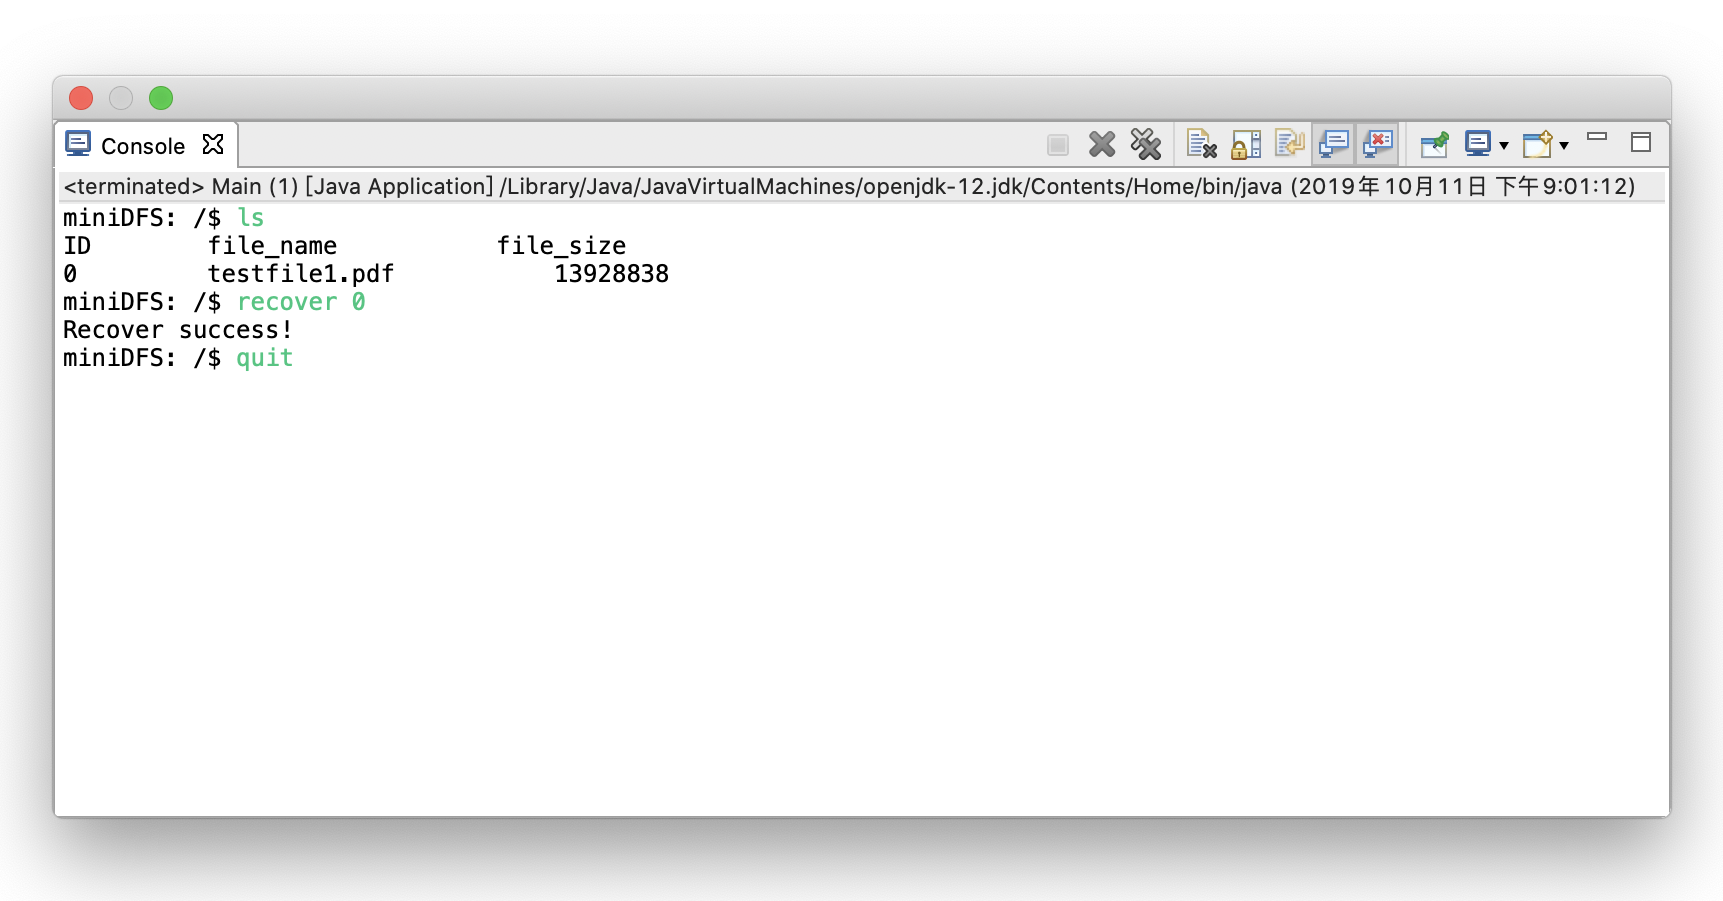 Console
<terminated> Main (1) [Java Application] /Library/Java/JavaVirtualMachines/openjdk-12.jdk/Contents/Home/bin/java (2019年10月11日 下午9:01:12)
miniDFS: /$ ls
ID file_name file_size
0 testfile1.pdf 13928838
miniDFS: /$ recover 0
Recover success!
miniDFS: /$ quit